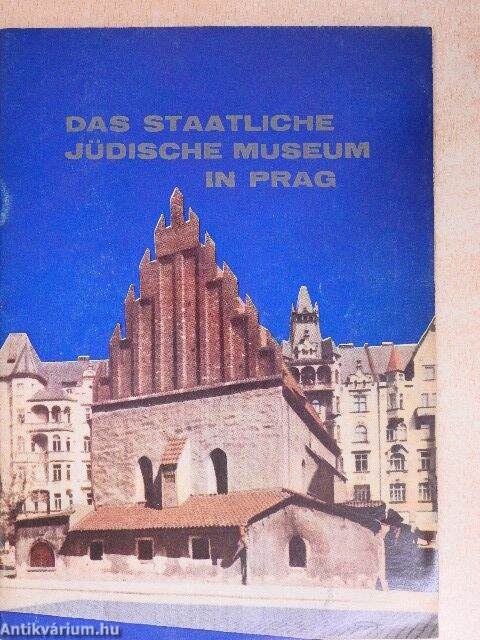 DAS STAATLICHE
JÜDISCHE MUSEUM
IN PRAG
Antikvárium.hu